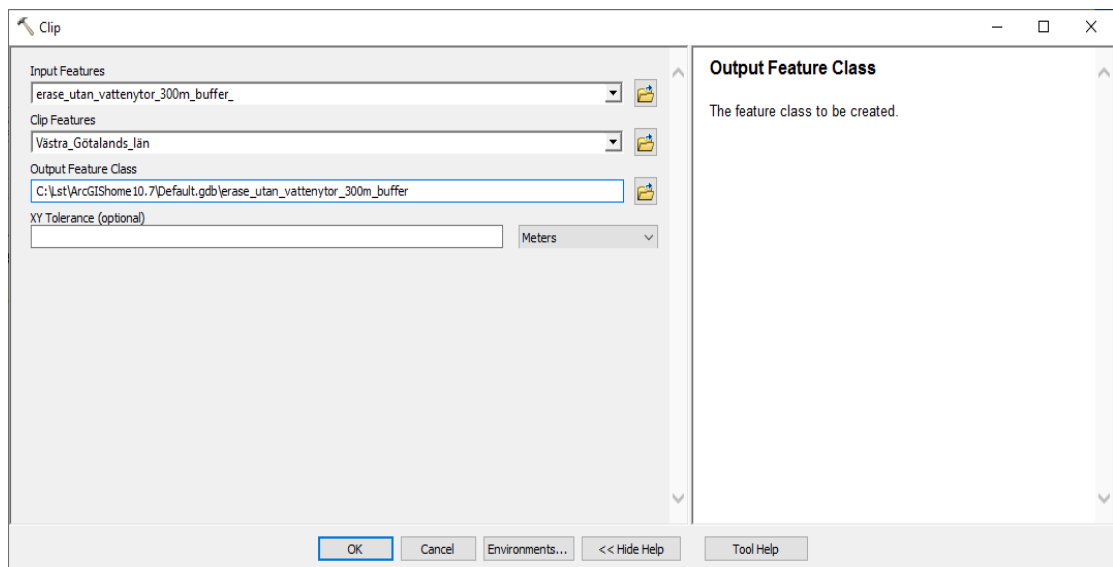 Clip
Input Features
erase_utan_vattenytor_300m_buffer_
Clip Features
Västra_Götalands_län
Output Feature Class
C:\Lst\ArcGIShome10.7\Default.gdb\erase_utan_vattenytor_300m_buffer
XY Tolerance (optional)
Meters
OK Cancel Environments... << Hide Help Tool Help
Output Feature Class
The feature class to be created.